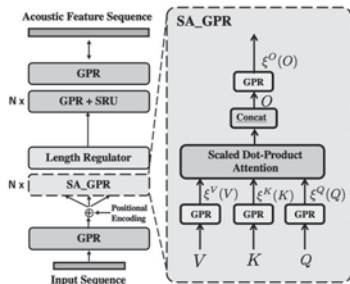 Acoustic Feature Sequence
GPR
N x
GPR + SRU
Length Regulator
N x
SA_GPR
Positional
Encoding
GPR
Input Sequence
SA_GPR
ξ^O(O)
GPR
O
Concat
Scaled Dot-Product
Attention
ξ^V(V) ξ^K(K) ξ^Q(Q)
GPR GPR GPR
V K Q